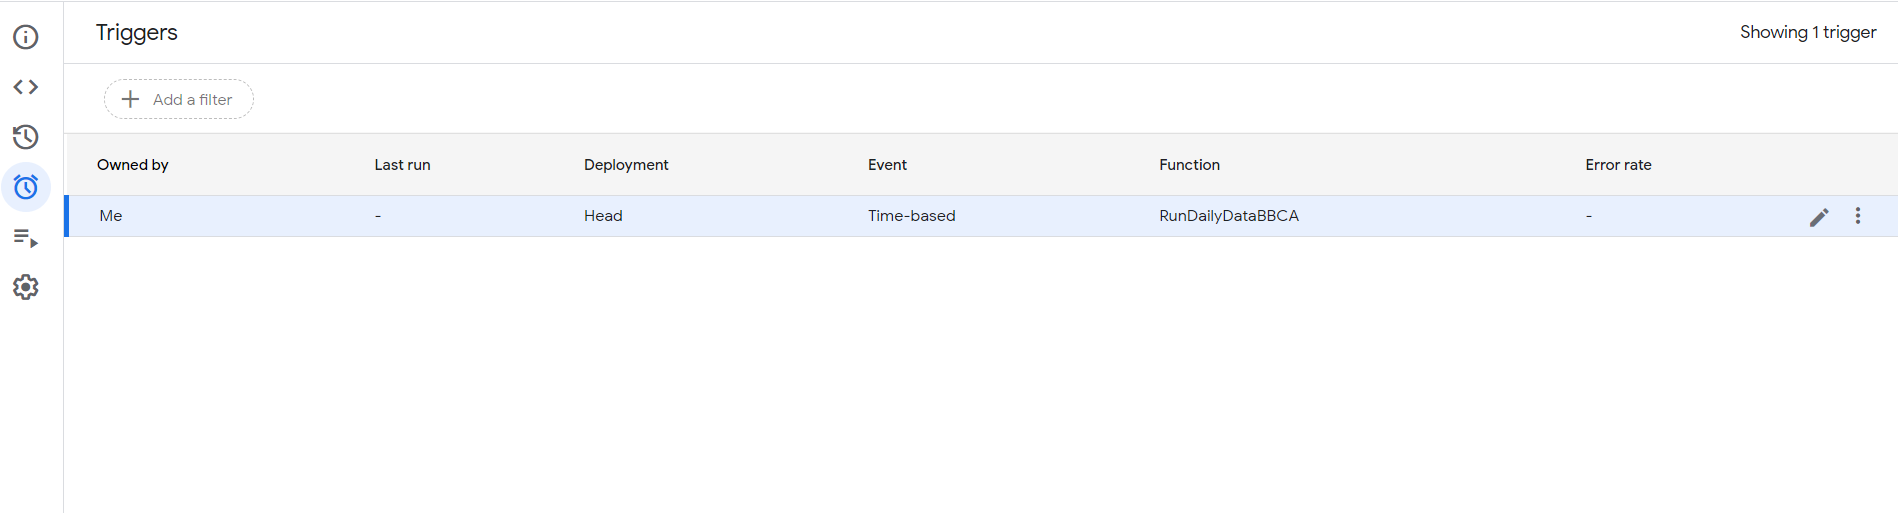 Triggers
Showing 1 trigger
Add a filter
Owned by Last run Deployment Event Function Error rate
Me - Head Time-based RunDailyDataBBCA -